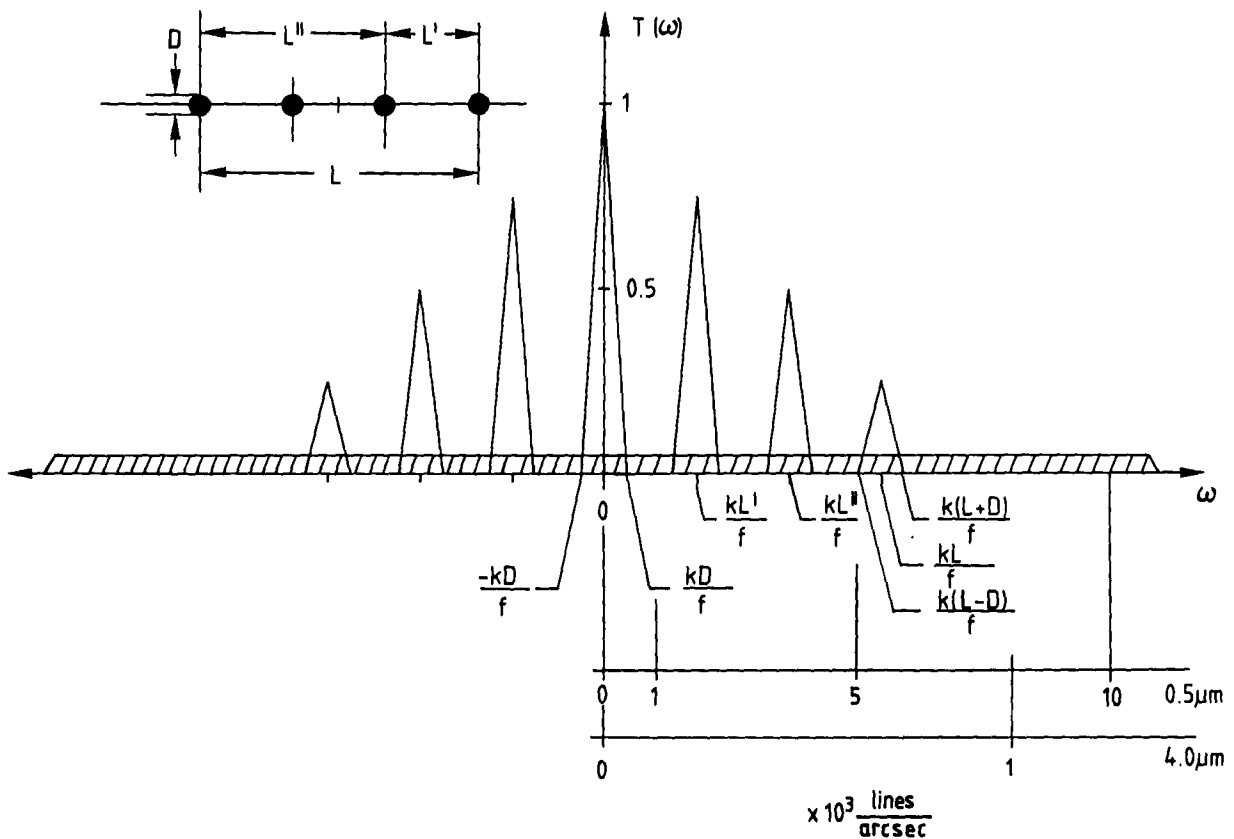 L"
L'
D
L
T (ω)
1
0.5
ω
0
kL'/f
kL"/f
k(L+D)/f
kL/f
k(L-D)/f
-kD/f
kD/f
0 1 5 10 0.5μm
0 1 4.0μm
x 10³ lines/arcsec